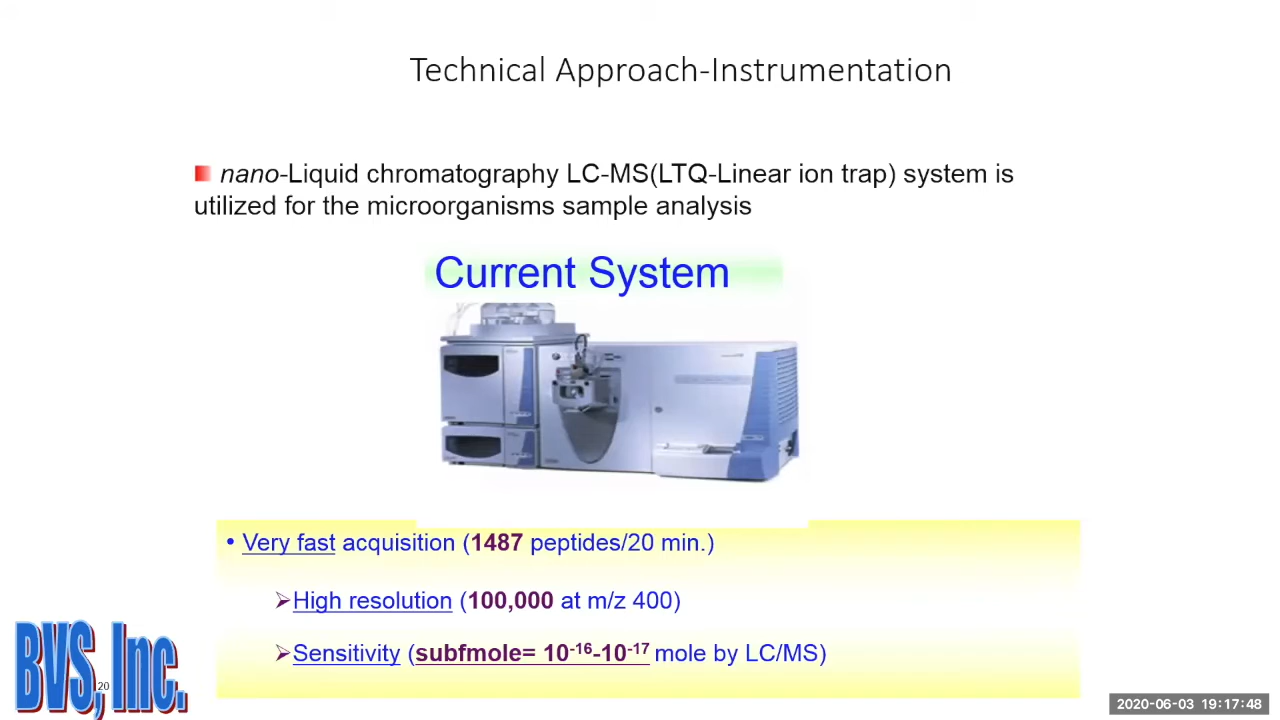 Technical Approach-Instrumentation
nano-Liquid chromatography LC-MS(LTQ-Linear ion trap) system is
utilized for the microorganisms sample analysis
Current System
• Very fast acquisition (1487 peptides/20 min.)
➢High resolution (100,000 at m/z 400)
➢Sensitivity (subfmole= 10⁻¹⁶-10⁻¹⁷ mole by LC/MS)
BVS, Inc.
20
2020-06-03 19:17:48